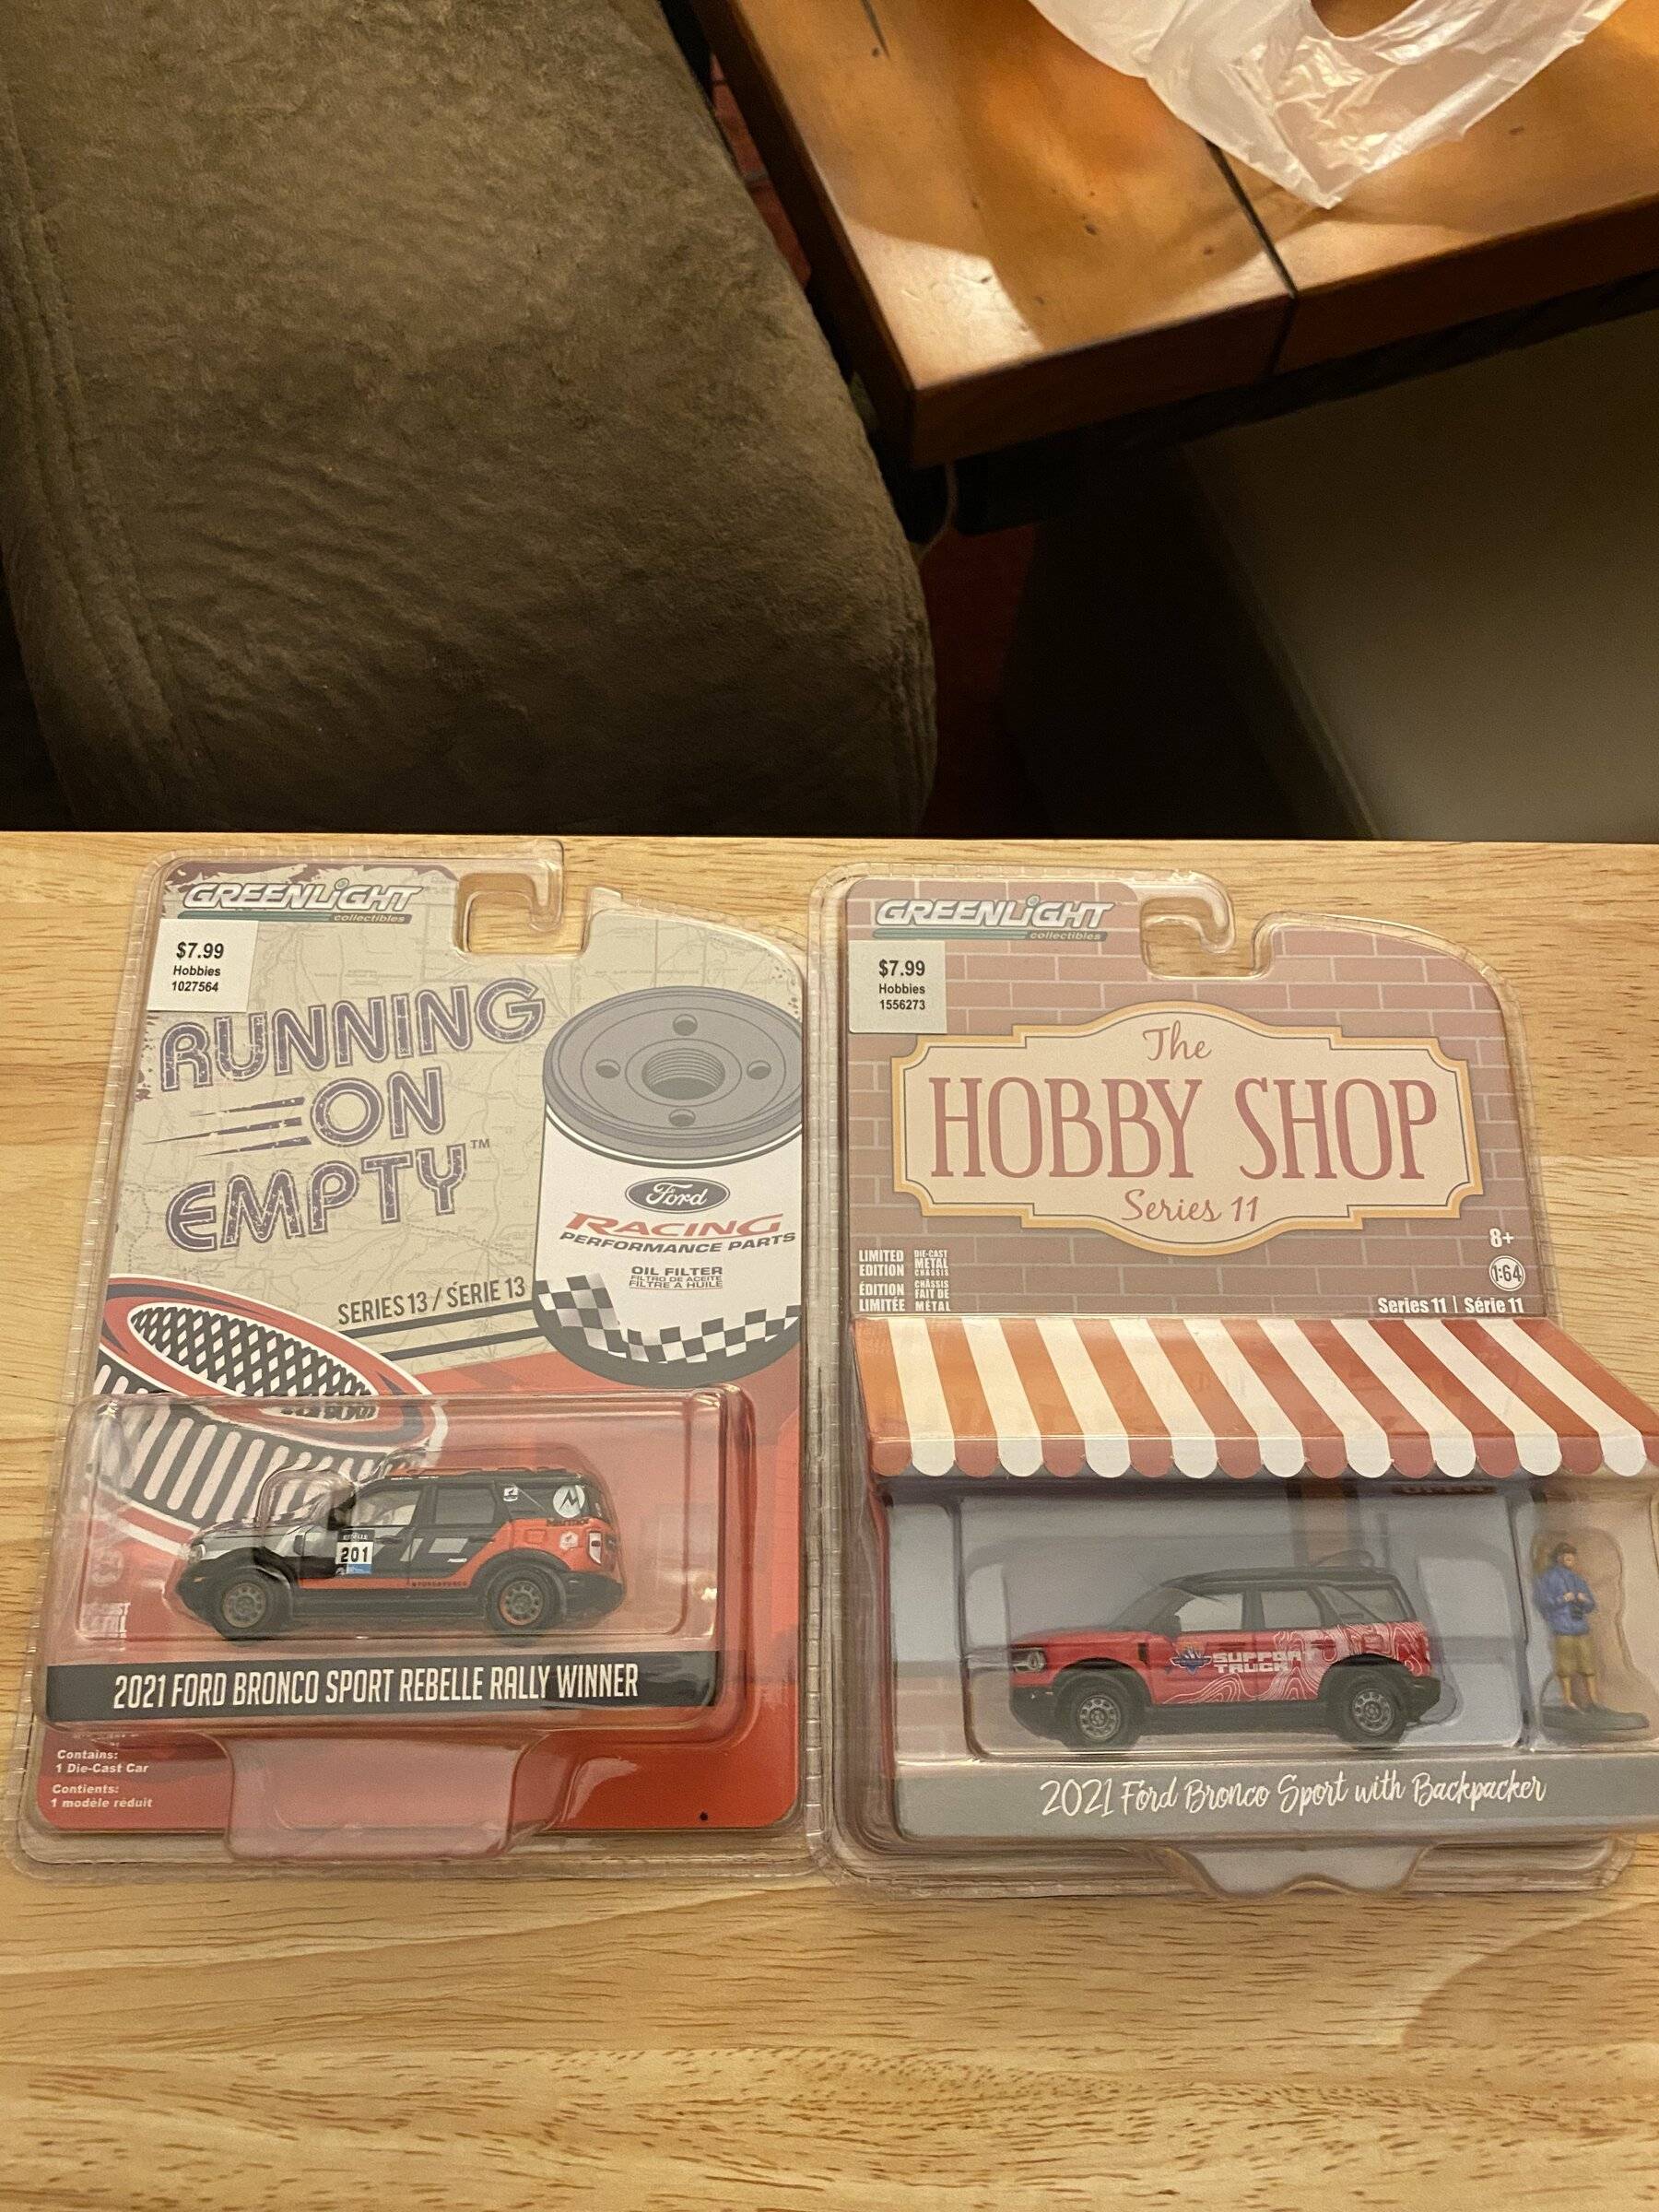 GREENLiGHT
collectibles
$7.99
Hobbies
1027564
RUNNING
ON
EMPTY™
Ford
RACING
PERFORMANCE PARTS
OIL FILTER
FILTRO DE ACEITE
FILTRE A HUILE
SERIES 13 / SÉRIE 13
201
2021 FORD BRONCO SPORT REBELLE RALLY WINNER
Contains:
1 Die-Cast Car
Contient:
1 modèle réduit
GREENLiGHT
collectibles
$7.99
Hobbies
1556273
The
HOBBY SHOP
Series 11
LIMITED
EDITION
ÉDITION
LIMITÉE
DIE-CAST
METAL
CHASSIS
CHÂSSIS
FAIT DE
MÉTAL
8+
1:64
Series 11 | Série 11
OPEN
SUPPORT
TRUCK
2021 Ford Bronco Sport with Backpacker